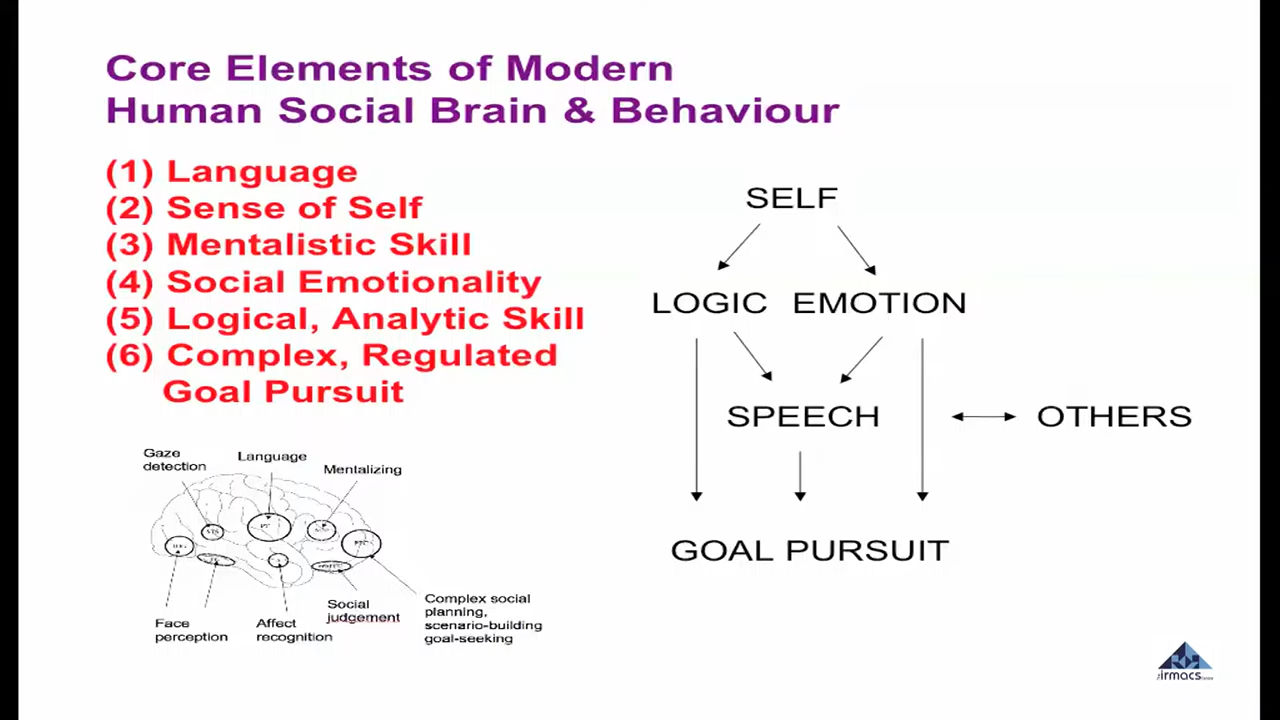 Core Elements of Modern
Human Social Brain & Behaviour
(1) Language
(2) Sense of Self
(3) Mentalistic Skill
(4) Social Emotionality
(5) Logical, Analytic Skill
(6) Complex, Regulated
Goal Pursuit
SELF
LOGIC EMOTION
SPEECH
OTHERS
GOAL PURSUIT
Gaze
detection
Language
Mentalizing
STS
PT
Face
perception
Affect
recognition
Social
judgement
Complex social
planning,
scenario-building
goal-seeking
irmacs